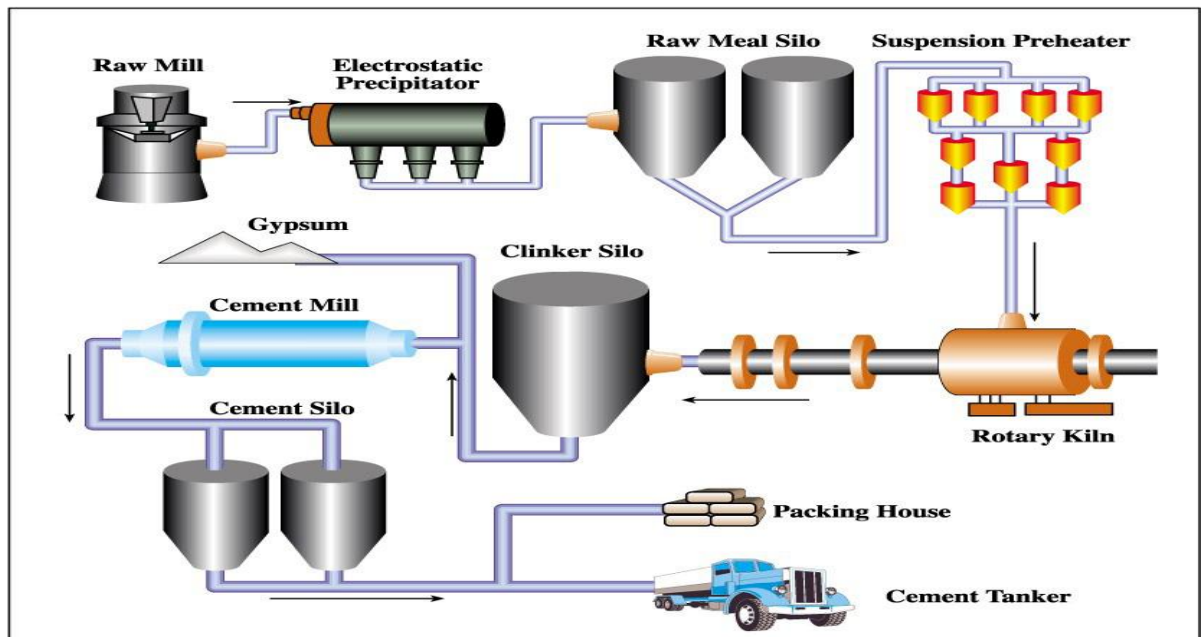 Raw Mill
Electrostatic
Precipitator
Raw Meal Silo
Suspension Preheater
Gypsum
Clinker Silo
Cement Mill
Rotary Kiln
Cement Silo
Packing House
Cement Tanker